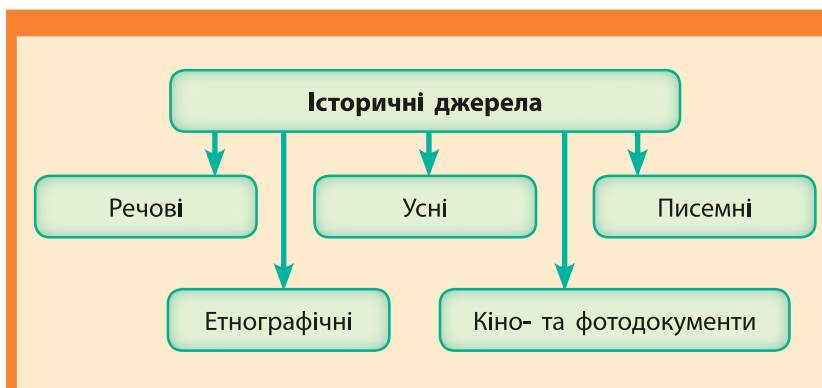 Історичні джерела
Речові
Усні
Писемні
Етнографічні
Кіно- та фотодокументи